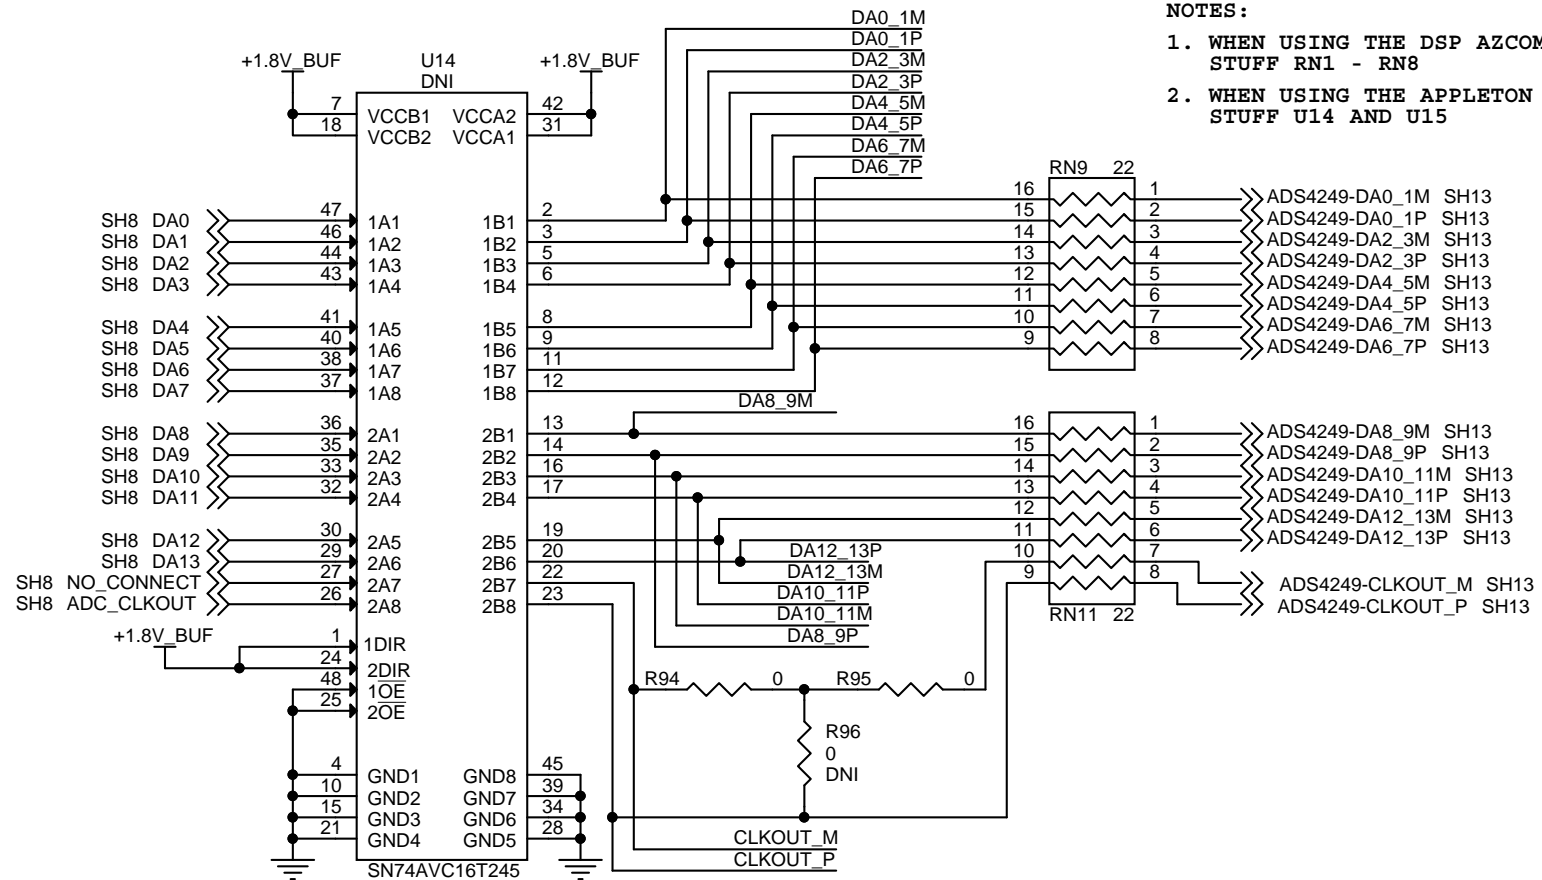 NOTES:
1. WHEN USING THE DSP AZCOM
STUFF RN1 - RN8
2. WHEN USING THE APPLETON
STUFF U14 AND U15
DA0_1M
DA0_1P
DA2_3M
DA2_3P
DA4_5M
DA4_5P
DA6_7M
DA6_7P
+1.8V_BUF
U14
DNI
+1.8V_BUF
7 VCCB1 VCCA2 42
18 VCCB2 VCCA1 31
SH8 DA0 47 1A1 1B1 2
SH8 DA1 46 1A2 1B2 3
SH8 DA2 44 1A3 1B3 5
SH8 DA3 43 1A4 1B4 6
SH8 DA4 41 1A5 1B5 8
SH8 DA5 40 1A6 1B6 9
SH8 DA6 38 1A7 1B7 11
SH8 DA7 37 1A8 1B8 12
SH8 DA8 36 2A1 2B1 13
SH8 DA9 35 2A2 2B2 14
SH8 DA10 33 2A3 2B3 16
SH8 DA11 32 2A4 2B4 17
SH8 DA12 30 2A5 2B5 19
SH8 DA13 29 2A6 2B6 20
SH8 NO_CONNECT 27 2A7 2B7 22
SH8 ADC_CLKOUT 26 2A8 2B8 23
+1.8V_BUF
1 1DIR
24 2DIR
48 1OE
25 2OE
4 GND1 GND8 45
10 GND2 GND7 39
15 GND3 GND6 34
21 GND4 GND5 28
SN74AVC16T245
RN9 22
16 1 ADS4249-DA0_1M SH13
15 2 ADS4249-DA0_1P SH13
14 3 ADS4249-DA2_3M SH13
13 4 ADS4249-DA2_3P SH13
12 5 ADS4249-DA4_5M SH13
11 6 ADS4249-DA4_5P SH13
10 7 ADS4249-DA6_7M SH13
9 8 ADS4249-DA6_7P SH13
DA8_9M
16 1 ADS4249-DA8_9M SH13
15 2 ADS4249-DA8_9P SH13
14 3 ADS4249-DA10_11M SH13
13 4 ADS4249-DA10_11P SH13
12 5 ADS4249-DA12_13M SH13
11 6 ADS4249-DA12_13P SH13
10 7 ADS4249-CLKOUT_M SH13
9 8 ADS4249-CLKOUT_P SH13
RN11 22
DA12_13P
DA12_13M
DA10_11P
DA10_11M
DA8_9P
R94 0 R95 0
R96
0
DNI
CLKOUT_M
CLKOUT_P